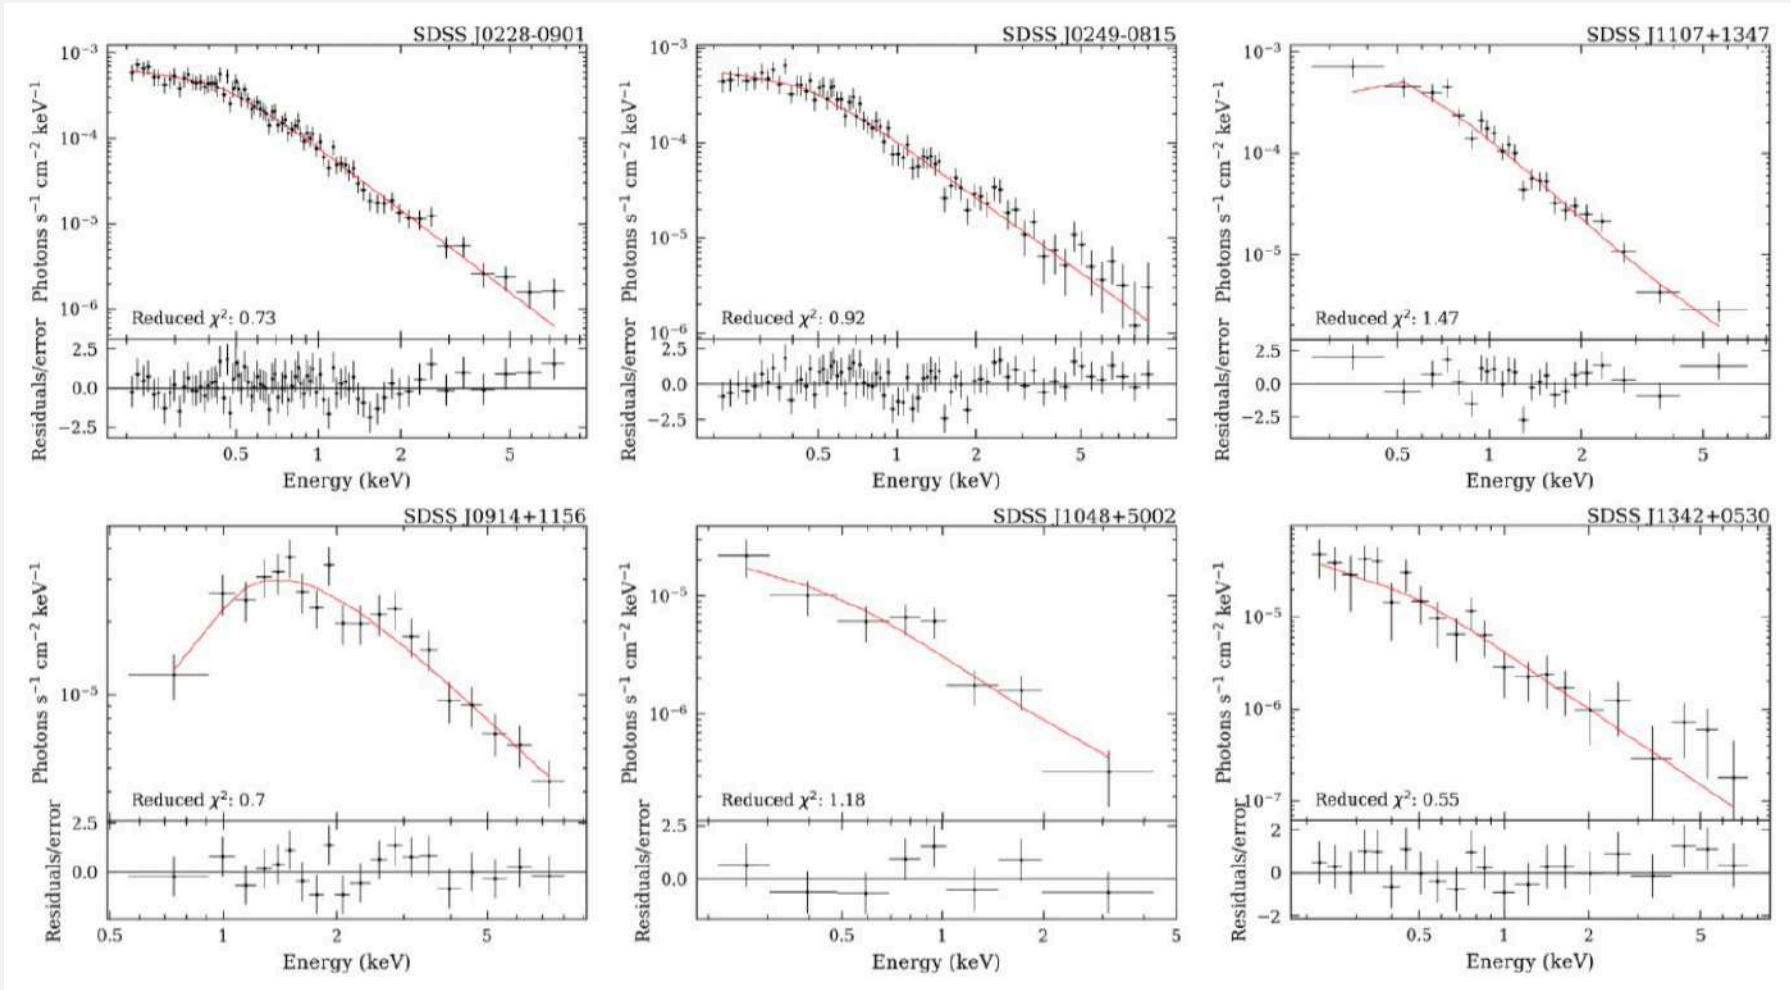 SDSS J0228-0901
Photons s⁻¹ cm⁻² keV⁻¹
10⁻³
10⁻⁴
10⁻⁵
10⁻⁶
Reduced χ²: 0.73
Residuals/error
2.5
0.0
−2.5
0.5 1 2 5
Energy (keV)
SDSS J0249-0815
Photons s⁻¹ cm⁻² keV⁻¹
10⁻³
10⁻⁴
10⁻⁵
10⁻⁶
Reduced χ²: 0.92
Residuals/error
2.5
0.0
−2.5
0.5 1 2 5
Energy (keV)
SDSS J1107+1347
Photons s⁻¹ cm⁻² keV⁻¹
10⁻³
10⁻⁴
10⁻⁵
Reduced χ²: 1.47
Residuals/error
2.5
0.0
−2.5
0.5 1 2 5
Energy (keV)
SDSS J0914+1156
Photons s⁻¹ cm⁻² keV⁻¹
10⁻⁵
Reduced χ²: 0.7
Residuals/error
2.5
0.0
0.5 1 2 5
Energy (keV)
SDSS J1048+5002
Photons s⁻¹ cm⁻² keV⁻¹
10⁻⁵
10⁻⁶
Reduced χ²: 1.18
Residuals/error
2.5
0.0
0.5 1 2 5
Energy (keV)
SDSS J1342+0530
Photons s⁻¹ cm⁻² keV⁻¹
10⁻⁵
10⁻⁶
10⁻⁷
Reduced χ²: 0.55
Residuals/error
2
0
−2
0.5 1 2 5
Energy (keV)